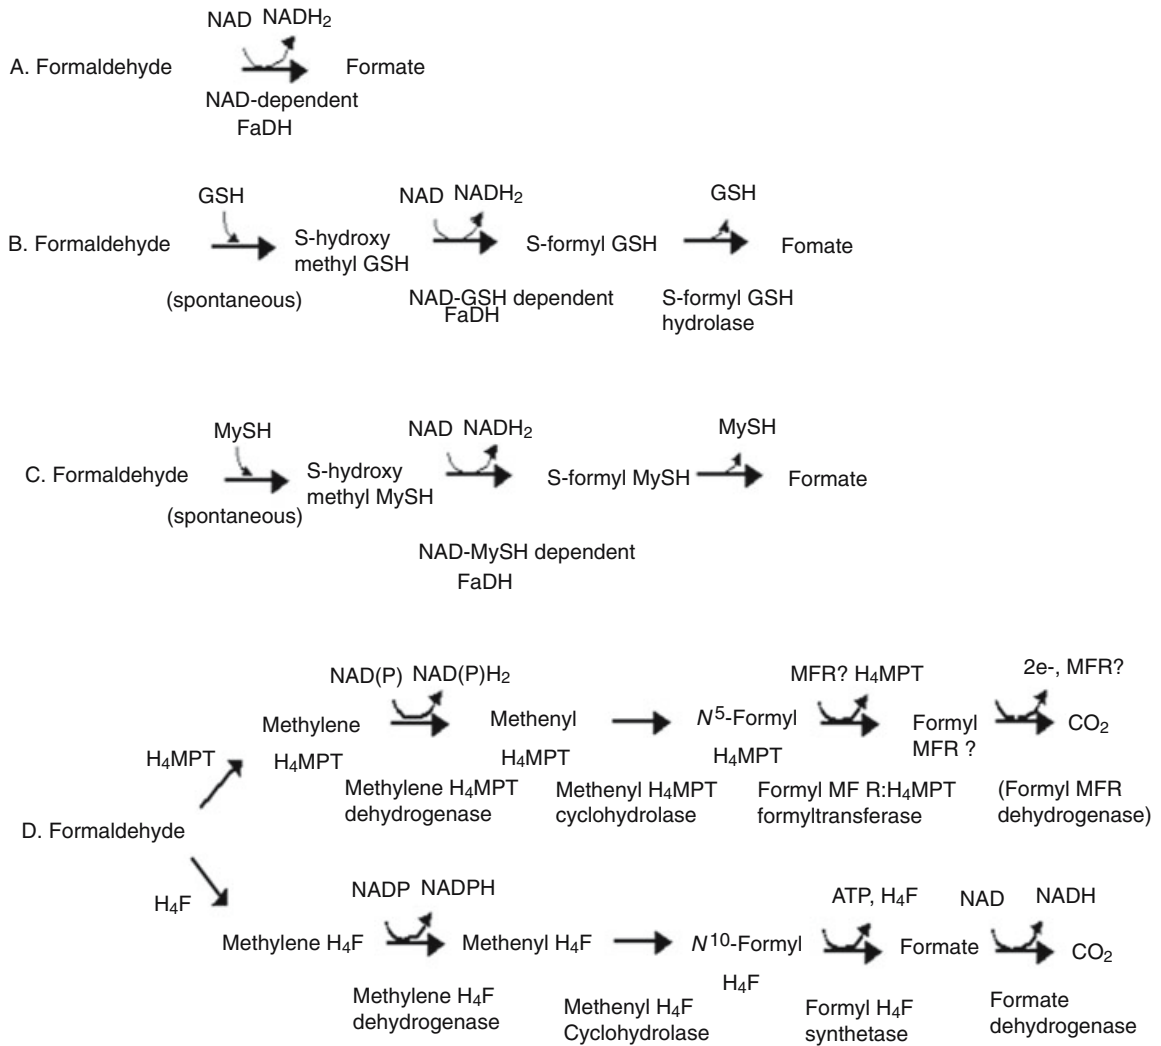 NAD NADH2
A. Formaldehyde Formate
NAD-dependent
FaDH
GSH NAD NADH2 GSH
B. Formaldehyde S-hydroxy methyl GSH S-formyl GSH Fomate
(spontaneous) NAD-GSH dependent FaDH S-formyl GSH hydrolase
MySH NAD NADH2 MySH
C. Formaldehyde S-hydroxy methyl MySH S-formyl MySH Formate
(spontaneous)
NAD-MySH dependent
FaDH
NAD(P) NAD(P)H2 MFR? H4MPT 2e-, MFR?
Methylene Methenyl N5-Formyl Formyl MFR ? CO2
H4MPT H4MPT H4MPT H4MPT
Methylene H4MPT dehydrogenase Methenyl H4MPT cyclohydrolase Formyl MF R:H4MPT formyltransferase (Formyl MFR dehydrogenase)
D. Formaldehyde
H4F
NADP NADPH ATP, H4F NAD NADH
Methylene H4F Methenyl H4F N10-Formyl H4F Formate CO2
Methylene H4F dehydrogenase Methenyl H4F Cyclohydrolase Formyl H4F synthetase Formate dehydrogenase